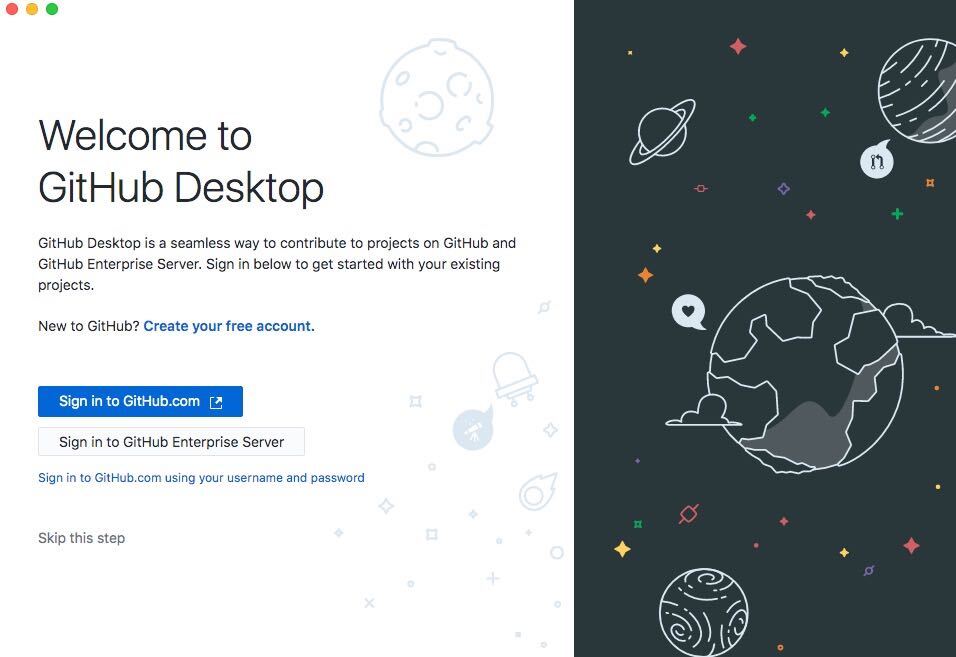 Welcome to
GitHub Desktop
GitHub Desktop is a seamless way to contribute to projects on GitHub and
GitHub Enterprise Server. Sign in below to get started with your existing
projects.
New to GitHub? Create your free account.
Sign in to GitHub.com
Sign in to GitHub Enterprise Server
Sign in to GitHub.com using your username and password
Skip this step